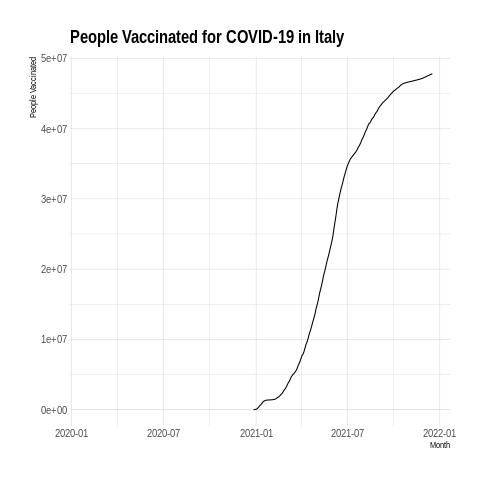 People Vaccinated for COVID-19 in Italy
People Vaccinated
5e+07
4e+07
3e+07
2e+07
1e+07
0e+00
2020-01 2020-07 2021-01 2021-07 2022-01
Month